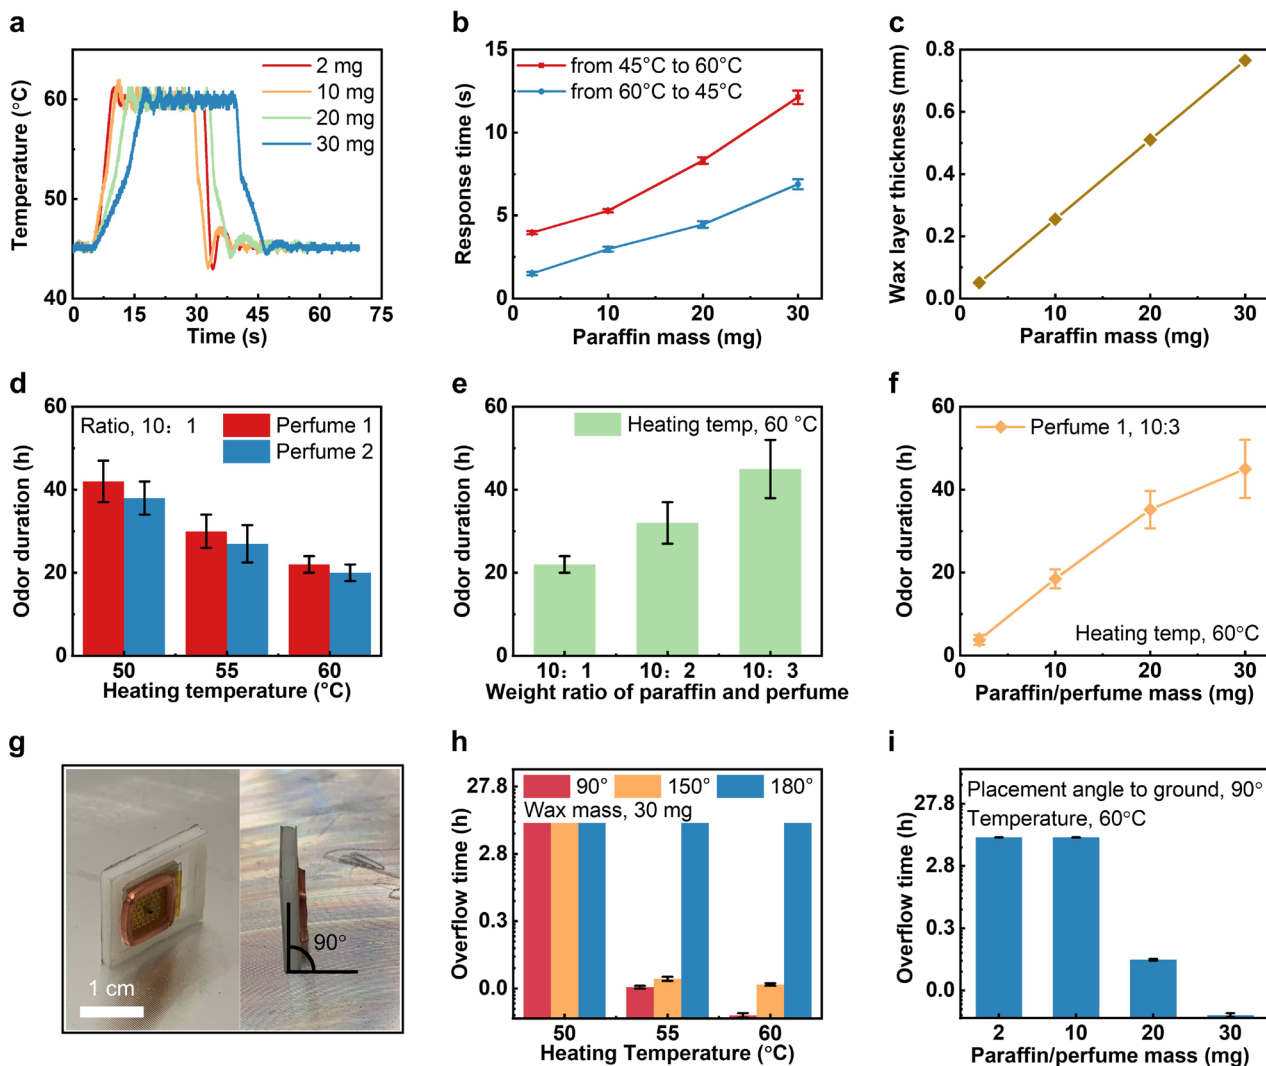 a
Temperature (°C)
60
50
40
0
15
30
45
60
75
Time (s)
2 mg
10 mg
20 mg
30 mg
b
Response time (s)
15
10
5
0
0
10
20
30
Paraffin mass (mg)
from 45°C to 60°C
from 60°C to 45°C
c
Wax layer thickness (mm)
0.8
0.6
0.4
0.2
0.0
0
10
20
30
Paraffin mass (mg)
d
Odor duration (h)
60
40
20
0
Ratio, 10: 1
Perfume 1
Perfume 2
50
55
60
Heating temperature (°C)
e
Odor duration (h)
60
40
20
0
Heating temp, 60 °C
10: 1
10: 2
10: 3
Weight ratio of paraffin and perfume
f
Odor duration (h)
60
40
20
0
Perfume 1, 10:3
Heating temp, 60°C
0
10
20
30
Paraffin/perfume mass (mg)
g
1 cm
90°
h
Overflow time (h)
27.8
2.8
0.3
0.0
90°
150°
180°
Wax mass, 30 mg
50
55
60
Heating Temperature (°C)
i
Overflow time (h)
27.8
2.8
0.3
0.0
Placement angle to ground, 90°
Temperature, 60°C
2
10
20
30
Paraffin/perfume mass (mg)